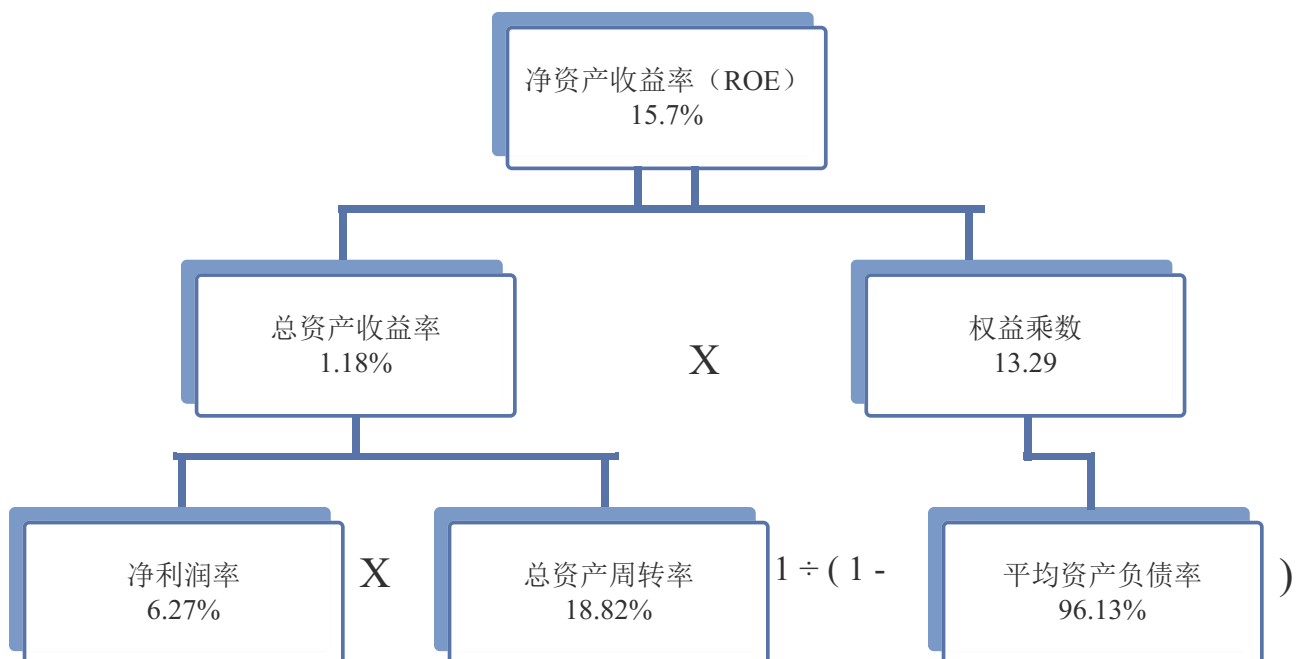 净资产收益率（ROE）
15.7%
总资产收益率
1.18%
X
权益乘数
13.29
净利润率
6.27%
X
总资产周转率
18.82%
1 ÷ ( 1 -
平均资产负债率
96.13%
)